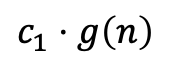 c₁ · g(n)